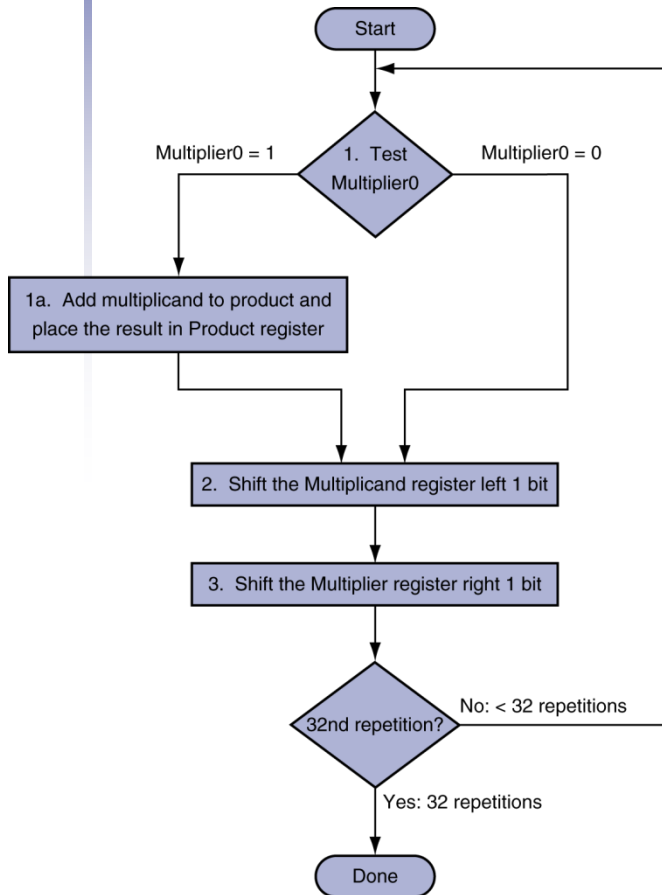 Start
1. Test
Multiplier0
Multiplier0 = 1
Multiplier0 = 0
1a. Add multiplicand to product and
place the result in Product register
2. Shift the Multiplicand register left 1 bit
3. Shift the Multiplier register right 1 bit
32nd repetition?
No: < 32 repetitions
Yes: 32 repetitions
Done